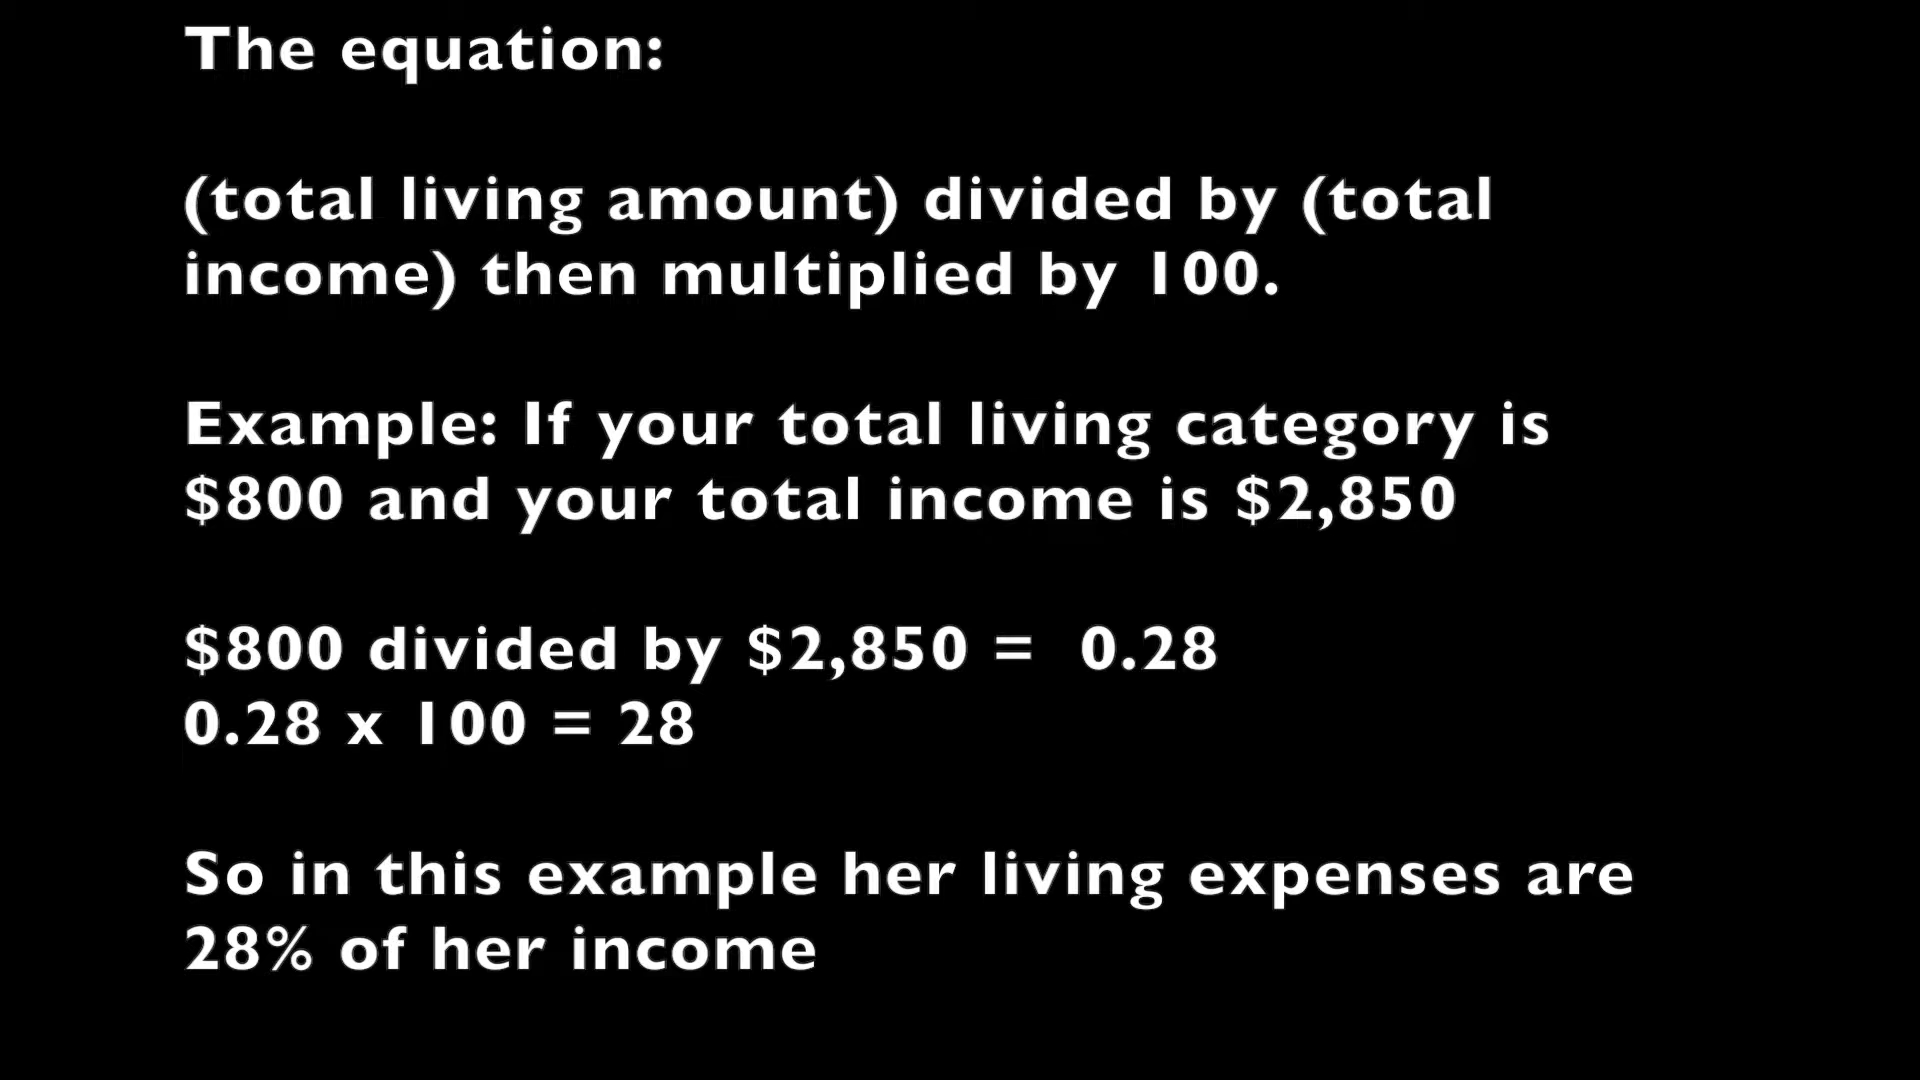 The equation:
(total living amount) divided by (total
income) then multiplied by 100.
Example: If your total living category is
$800 and your total income is $2,850
$800 divided by $2,850 =  0.28
0.28 x 100 = 28
So in this example her living expenses are
28% of her income